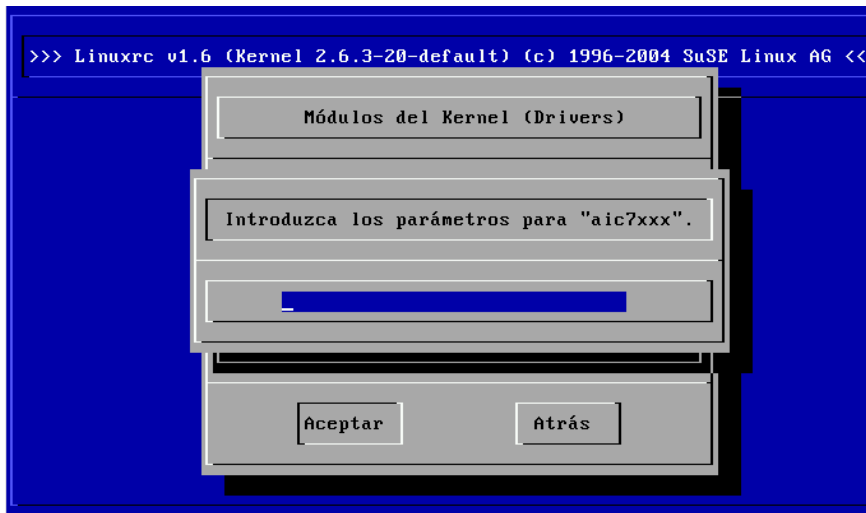 >>> Linuxrc v1.6 (Kernel 2.6.3-20-default) (c) 1996-2004 SuSE Linux AG <<
Módulos del Kernel (Drivers)
Introduzca los parámetros para "aic7xxx".
Aceptar Atrás